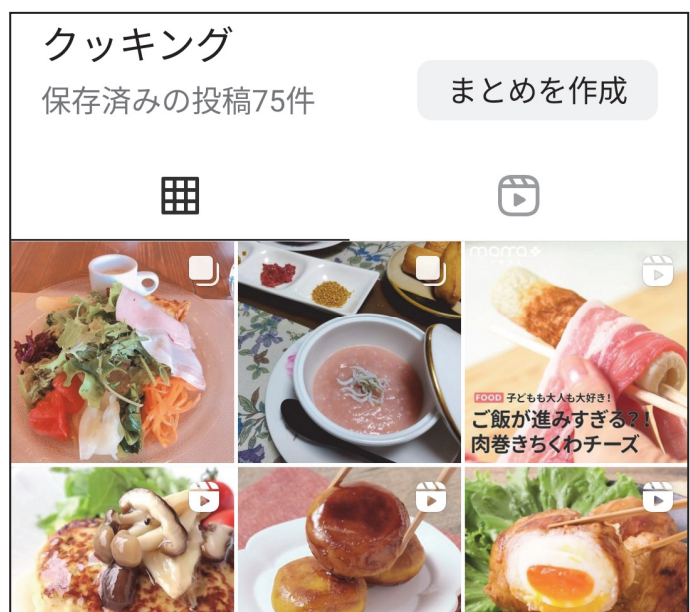 クッキング
保存済みの投稿75件
まとめを作成
morra
FOOD 子どもも大人も大好き！
ご飯が進みすぎる？！
肉巻きちくわチーズ